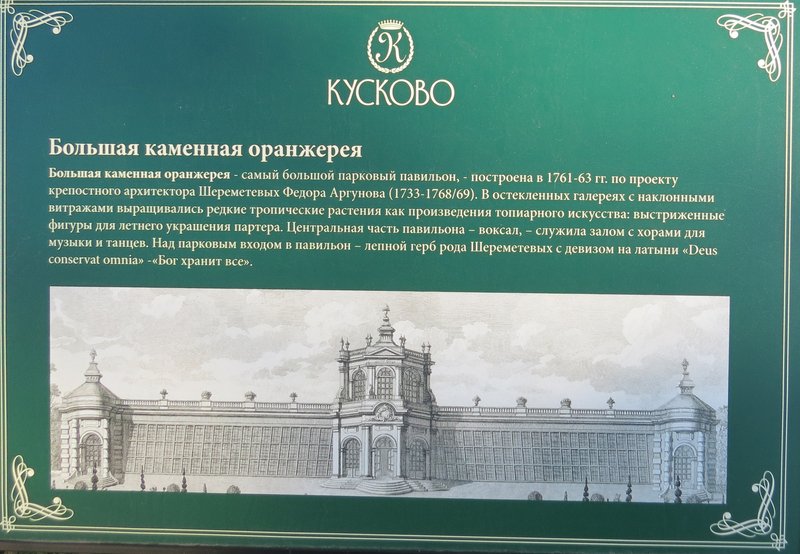 К
КУСКОВО
Большая каменная оранжерея
Большая каменная оранжерея - самый большой парковый павильон, - построена в 1761-63 гг. по проекту
крепостного архитектора Шереметевых Федора Аргунова (1733-1768/69). В остекленных галереях с наклонными
витражами выращивались редкие тропические растения как произведения топиарного искусства: выстриженные
фигуры для летнего украшения партера. Центральная часть павильона – воксал, – служила залом с хорами для
музыки и танцев. Над парковым входом в павильон – лепной герб рода Шереметевых с девизом на латыни «Deus
conservat omnia» -«Бог хранит все».